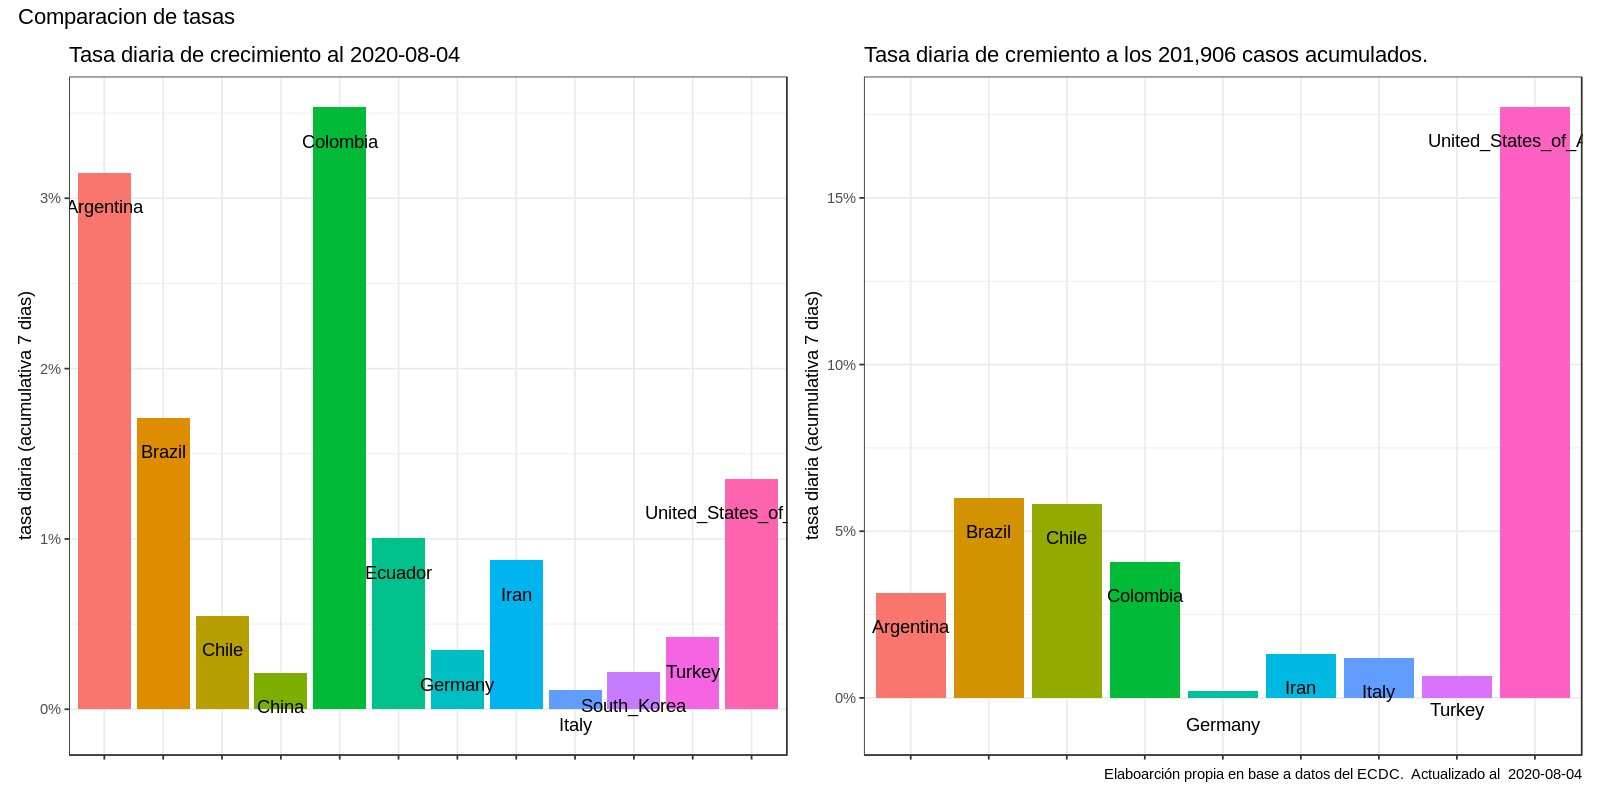 Comparacion de tasas
Tasa diaria de crecimiento al 2020-08-04
tasa diaria (acumulativa 7 dias)
3%
2%
1%
0%
Argentina
Brazil
Chile
China
Colombia
Ecuador
Germany
Iran
Italy
South_Korea
Turkey
United_States_of_
Tasa diaria de cremiento a los 201,906 casos acumulados.
tasa diaria (acumulativa 7 dias)
15%
10%
5%
0%
Argentina
Brazil
Chile
Colombia
Germany
Iran
Italy
Turkey
United_States_of_A
Elaboarción propia en base a datos del ECDC.  Actualizado al  2020-08-04